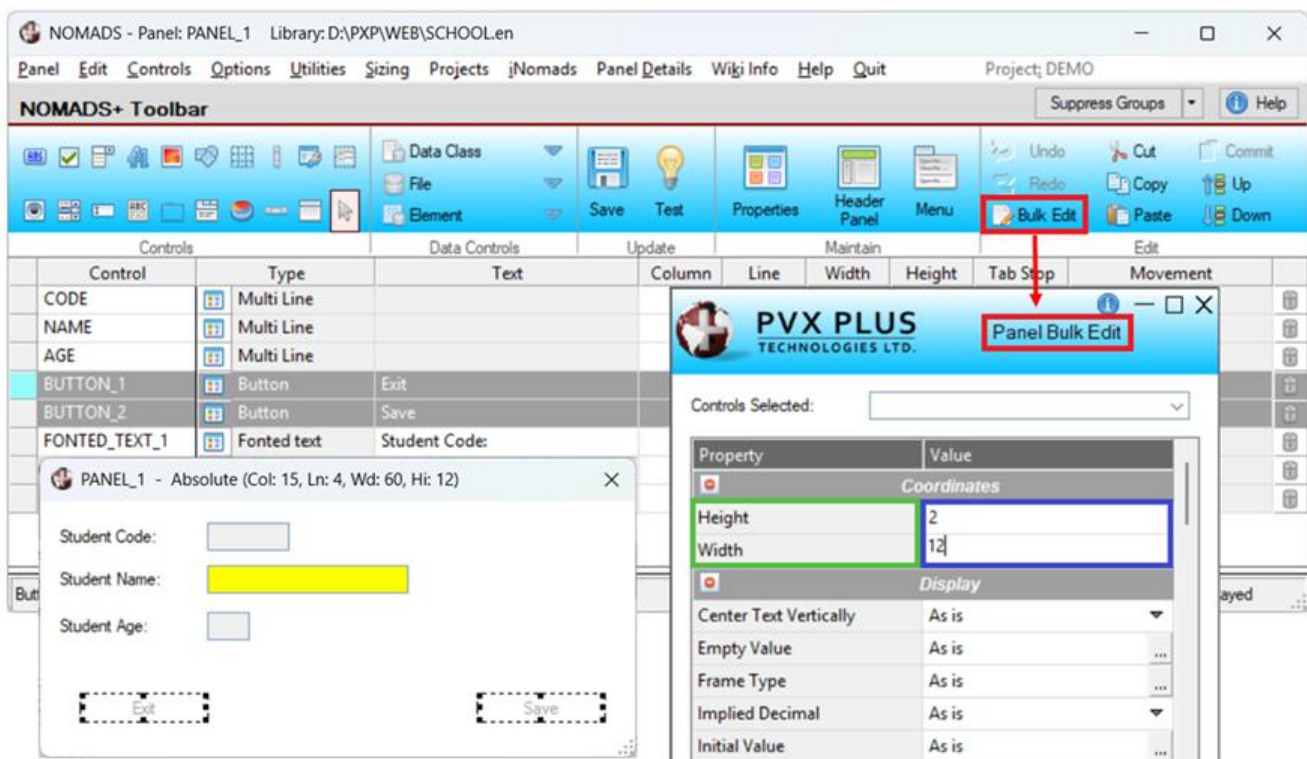 NOMADS - Panel: PANEL_1 Library: D:\PXP\WEB\SCHOOL.en
Panel Edit Controls Options Utilities Sizing Projects iNomads Panel Details Wiki Info Help Quit Project: DEMO
NOMADS+ Toolbar Suppress Groups Help
Data Class Undo Cut Commit
File Redo Copy Up
Element Save Test Properties Header Panel Menu Bulk Edit Paste Down
Controls Data Controls Update Maintain Edit
Control Type Text Column Line Width Height Tab Stop Movement
CODE Multi Line
NAME Multi Line
AGE Multi Line
BUTTON_1 Button Exit
BUTTON_2 Button Save
FONTED_TEXT_1 Fonted text Student Code:
PANEL_1 - Absolute (Col: 15, Ln: 4, Wd: 60, Hi: 12)
Student Code:
Student Name:
Student Age:
Exit Save
PVX PLUS
TECHNOLOGIES LTD.
Panel Bulk Edit
Controls Selected:
Property Value
Coordinates
Height 2
Width 12
Display
Center Text Vertically As is
Empty Value As is ...
Frame Type As is ...
Implied Decimal As is
Initial Value As is ...